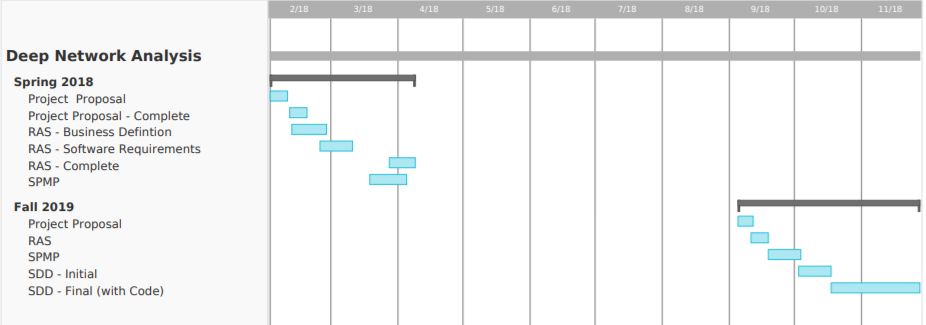 2/18 3/18 4/18 5/18 6/18 7/18 8/18 9/18 10/18 11/18
Deep Network Analysis
Spring 2018
Project Proposal
Project Proposal - Complete
RAS - Business Defintion
RAS - Software Requirements
RAS - Complete
SPMP
Fall 2019
Project Proposal
RAS
SPMP
SDD - Initial
SDD - Final (with Code)